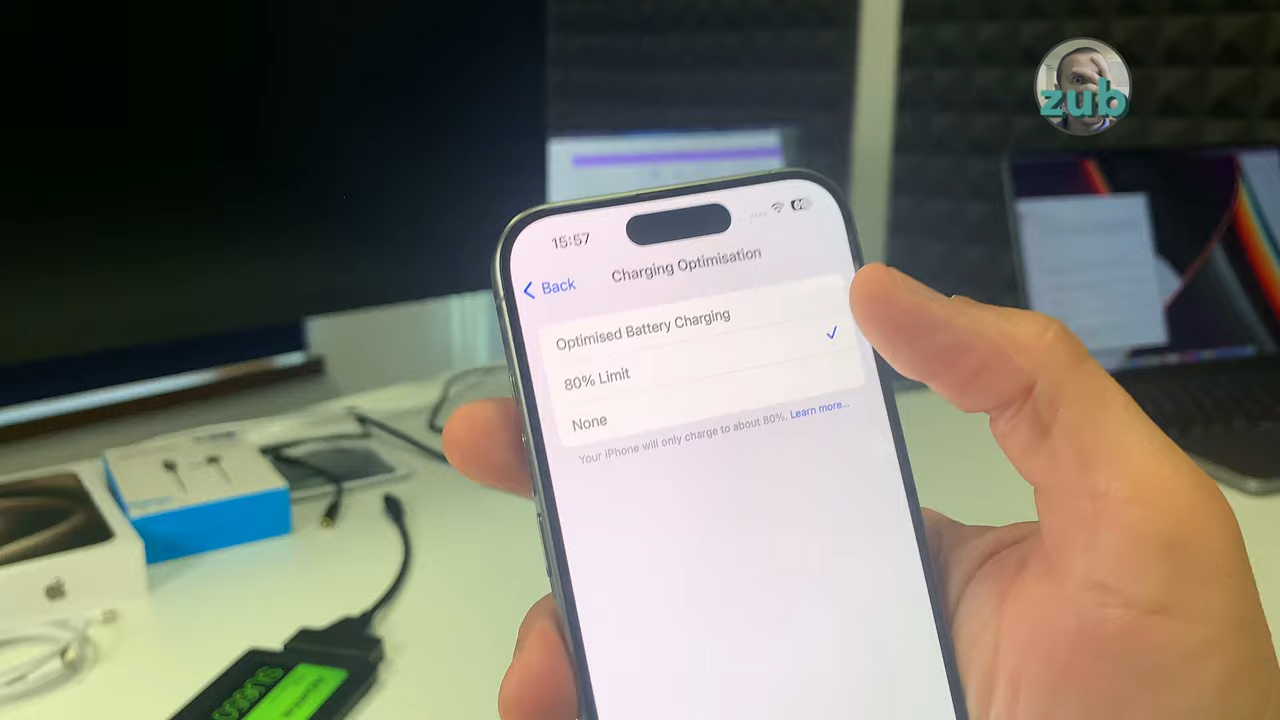 zub
15:57
Back
Charging Optimisation
Optimised Battery Charging
80% Limit
None
Your iPhone will only charge to about 80%. Learn more...